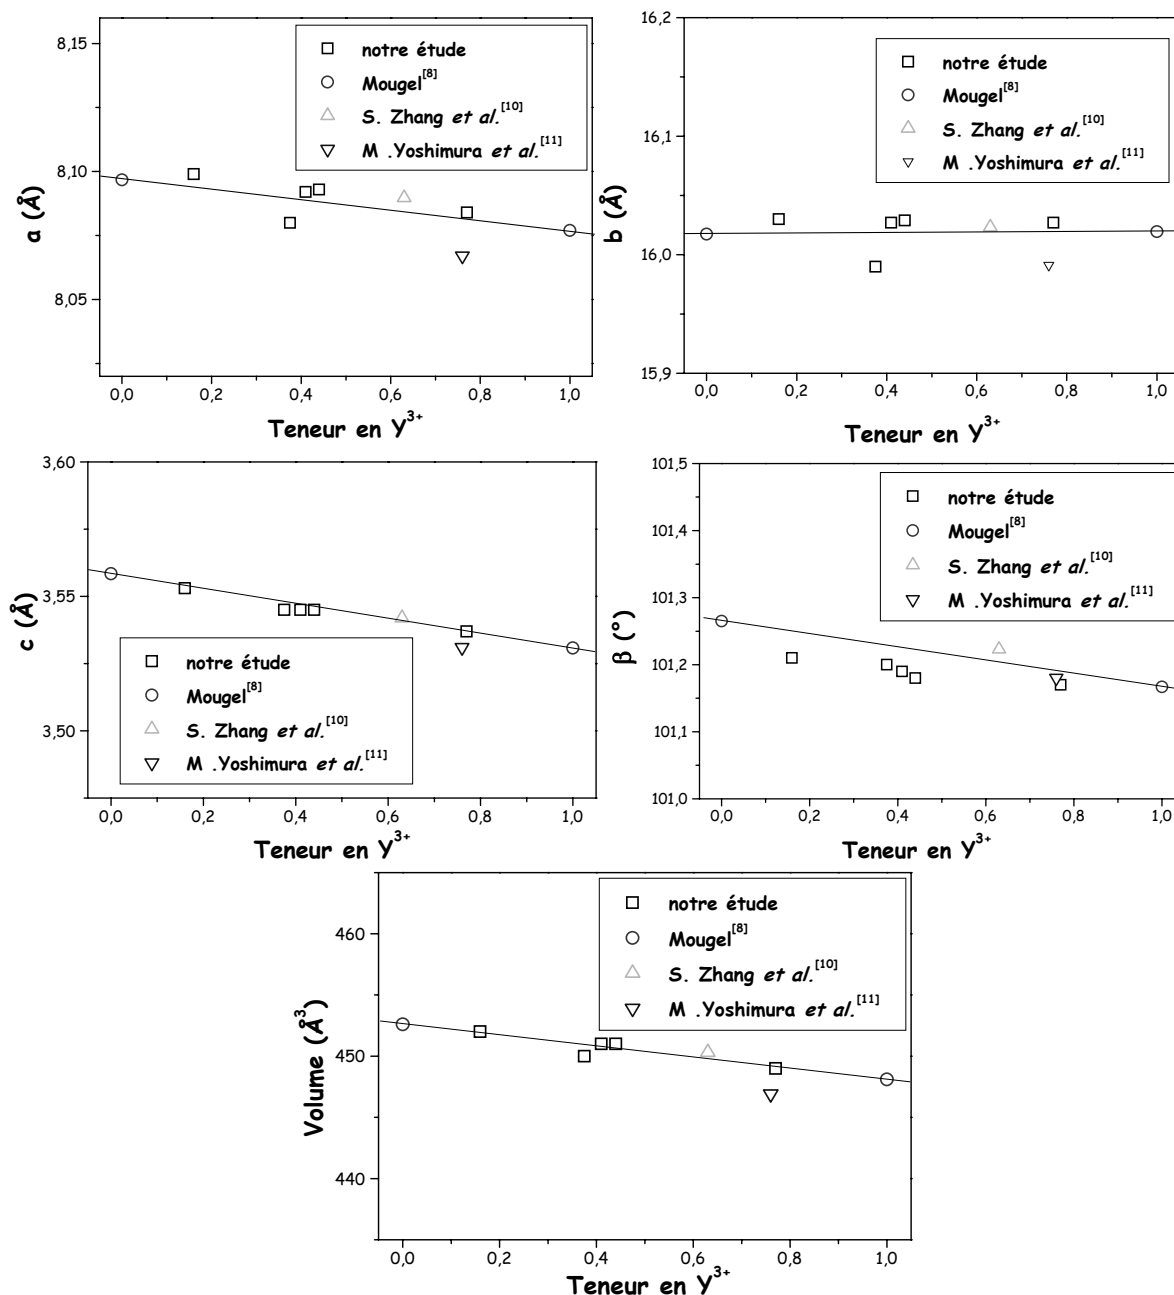 8,15
8,10
8,05
a (Å)
notre étude
Mougel[8]
S. Zhang et al.[10]
M .Yoshimura et al.[11]
0,0 0,2 0,4 0,6 0,8 1,0
Teneur en Y3+
16,2
16,1
16,0
15,9
b (Å)
notre étude
Mougel[8]
S. Zhang et al.[10]
M .Yoshimura et al.[11]
0,0 0,2 0,4 0,6 0,8 1,0
Teneur en Y3+
3,60
3,55
3,50
c (Å)
notre étude
Mougel[8]
S. Zhang et al.[10]
M .Yoshimura et al.[11]
0,0 0,2 0,4 0,6 0,8 1,0
Teneur en Y3+
101,5
101,4
101,3
101,2
101,1
101,0
β (°)
notre étude
Mougel[8]
S. Zhang et al.[10]
M .Yoshimura et al.[11]
0,0 0,2 0,4 0,6 0,8 1,0
Teneur en Y3+
460
450
440
Volume (Å3)
notre étude
Mougel[8]
S. Zhang et al.[10]
M .Yoshimura et al.[11]
0,0 0,2 0,4 0,6 0,8 1,0
Teneur en Y3+